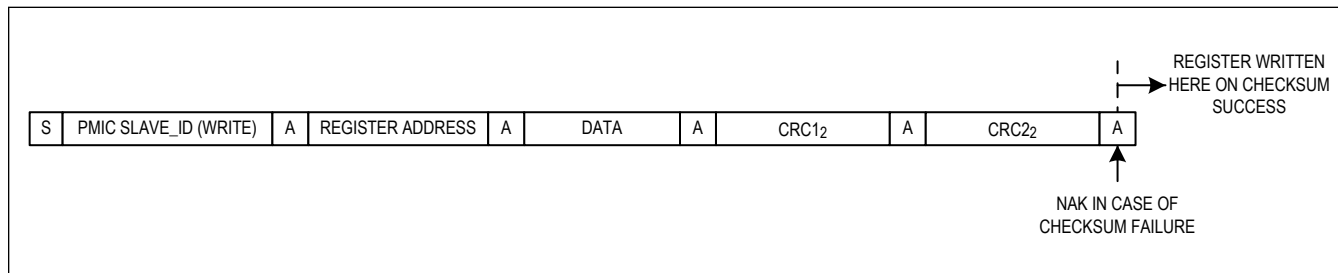 REGISTER WRITTEN
HERE ON CHECKSUM
SUCCESS
S PMIC SLAVE_ID (WRITE) A REGISTER ADDRESS A DATA A CRC1₂ A CRC2₂ A
NAK IN CASE OF
CHECKSUM FAILURE